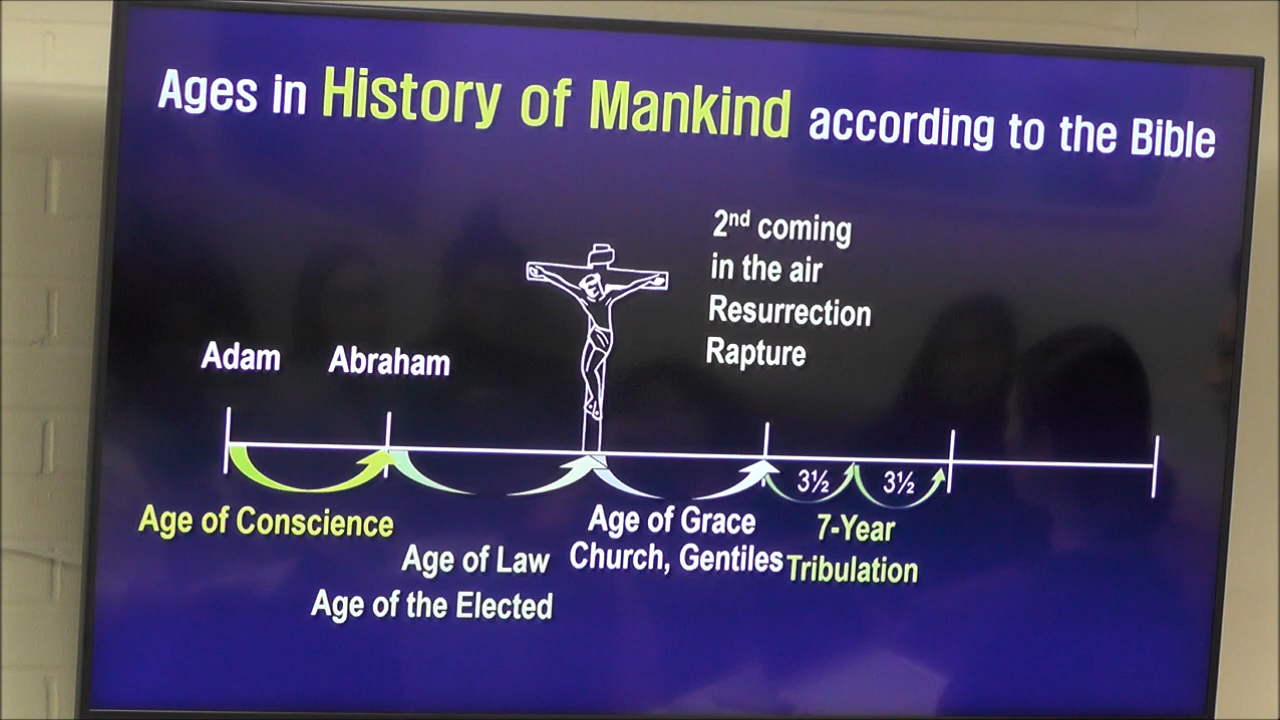 Ages in History of Mankind according to the Bible
2nd coming
in the air
Resurrection
Rapture
Adam
Abraham
3½
3½
Age of Conscience
Age of Law
Age of the Elected
Age of Grace
Church, Gentiles
7-Year
Tribulation